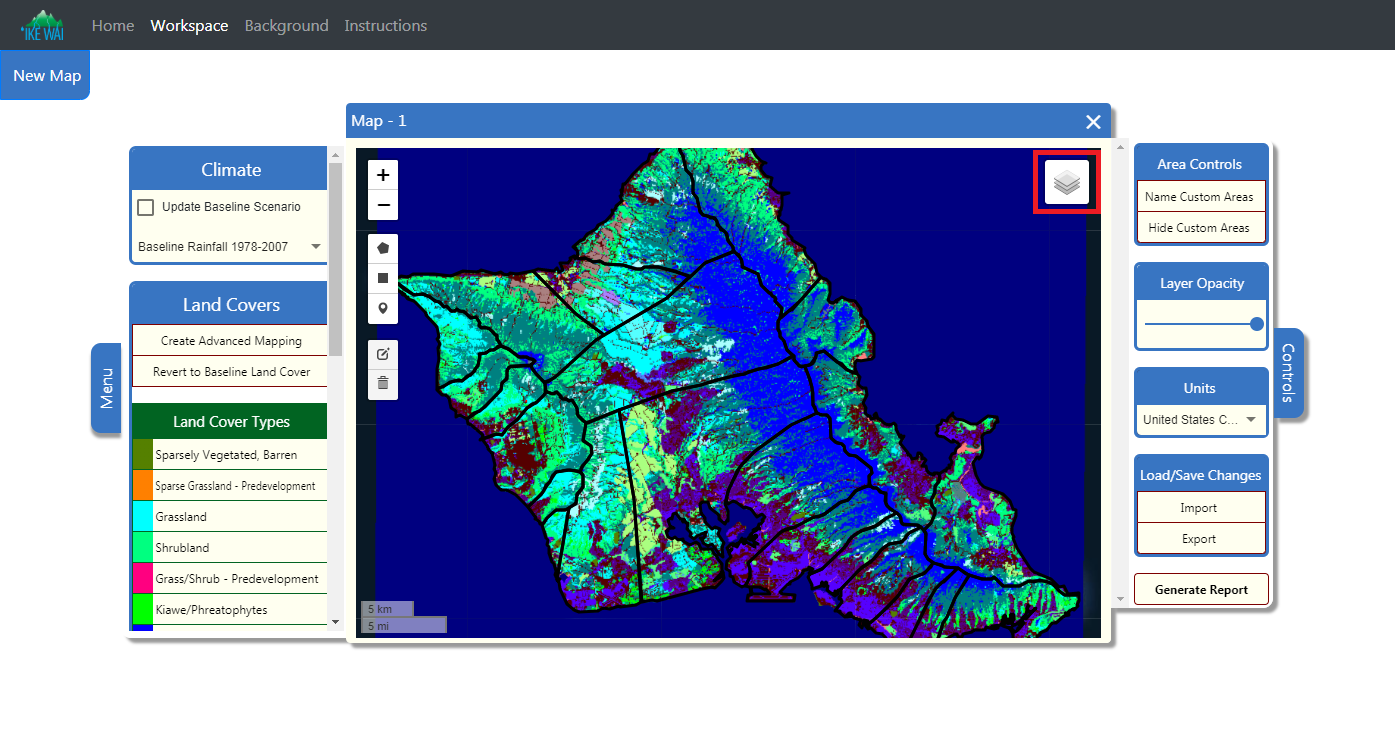 'IKE WAI
Home
Workspace
Background
Instructions
New Map
Map - 1
Menu
Climate
Update Baseline Scenario
Baseline Rainfall 1978-2007
Land Covers
Create Advanced Mapping
Revert to Baseline Land Cover
Land Cover Types
Sparsely Vegetated, Barren
Sparse Grassland - Predevelopment
Grassland
Shrubland
Grass/Shrub - Predevelopment
Kiawe/Phreatophytes
+
−
5 km
5 mi
Area Controls
Name Custom Areas
Hide Custom Areas
Layer Opacity
Units
United States C...
Load/Save Changes
Import
Export
Generate Report
Controls